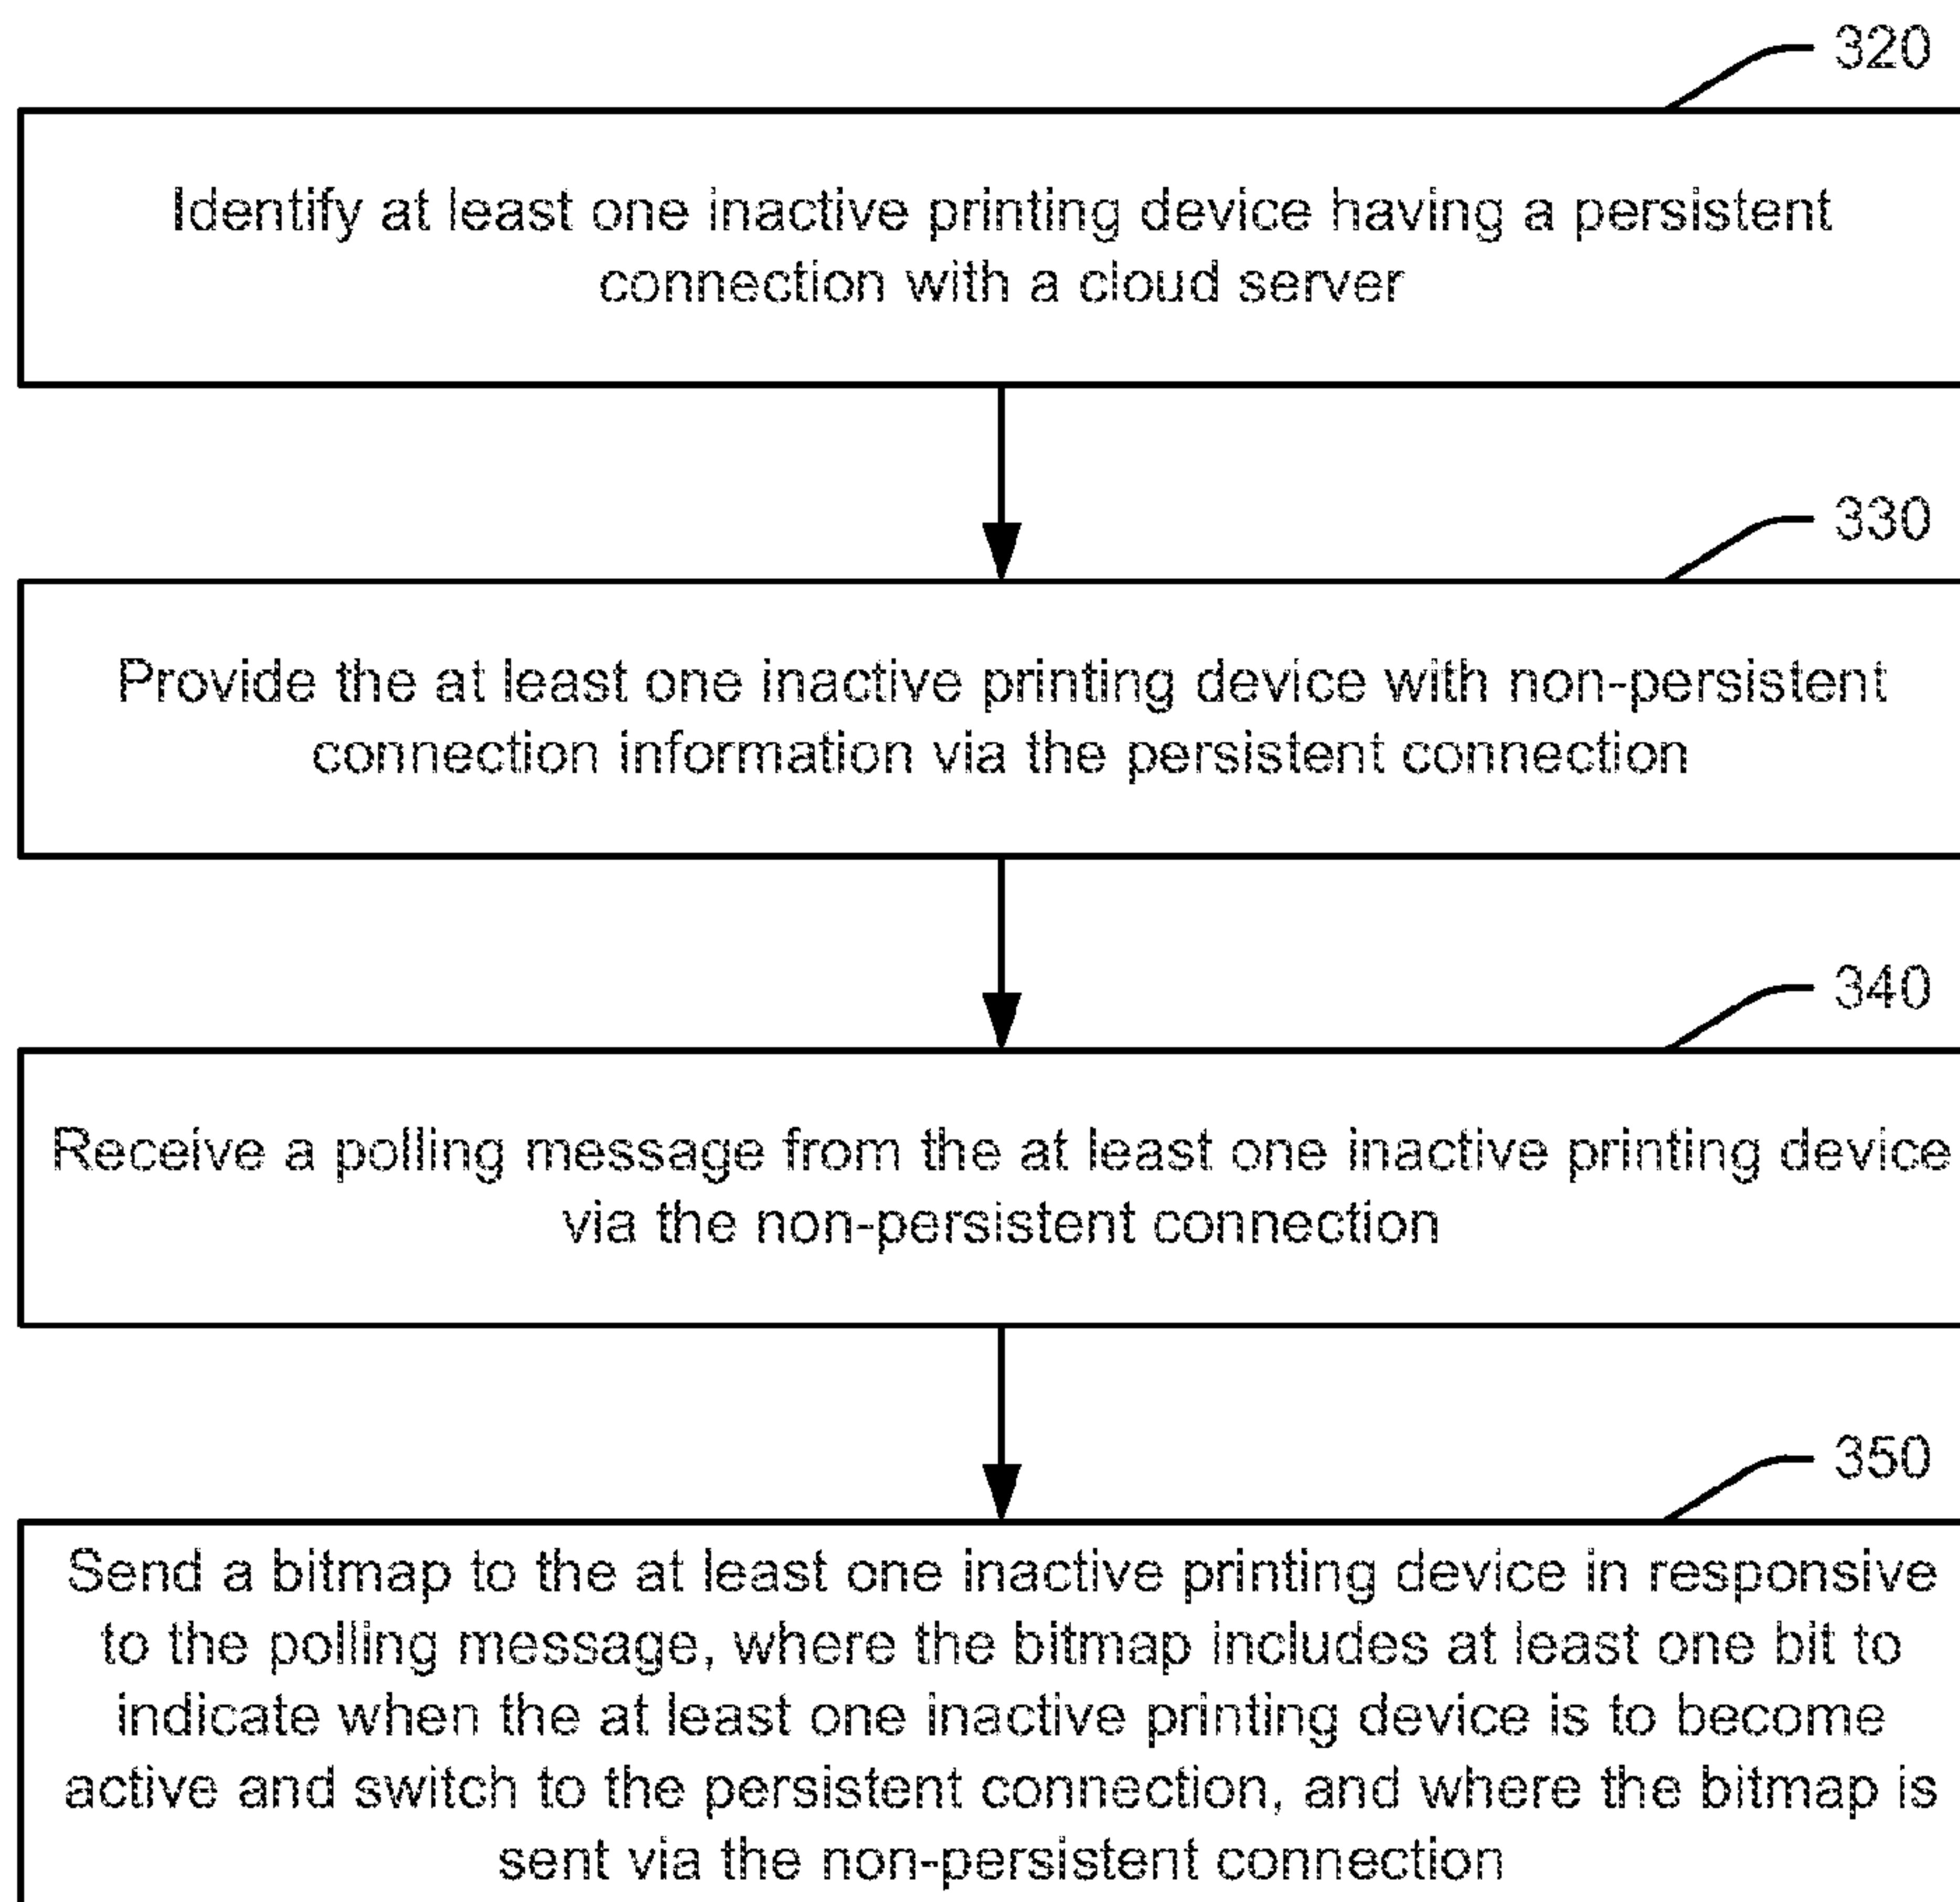 320
Identify at least one inactive printing device having a persistent
connection with a cloud server
330
Provide the at least one inactive printing device with non-persistent
connection information via the persistent connection
340
Receive a polling message from the at least one inactive printing device
via the non-persistent connection
350
Send a bitmap to the at least one inactive printing device in responsive
to the polling message, where the bitmap includes at least one bit to
indicate when the at least one inactive printing device is to become
active and switch to the persistent connection, and where the bitmap is
sent via the non-persistent connection